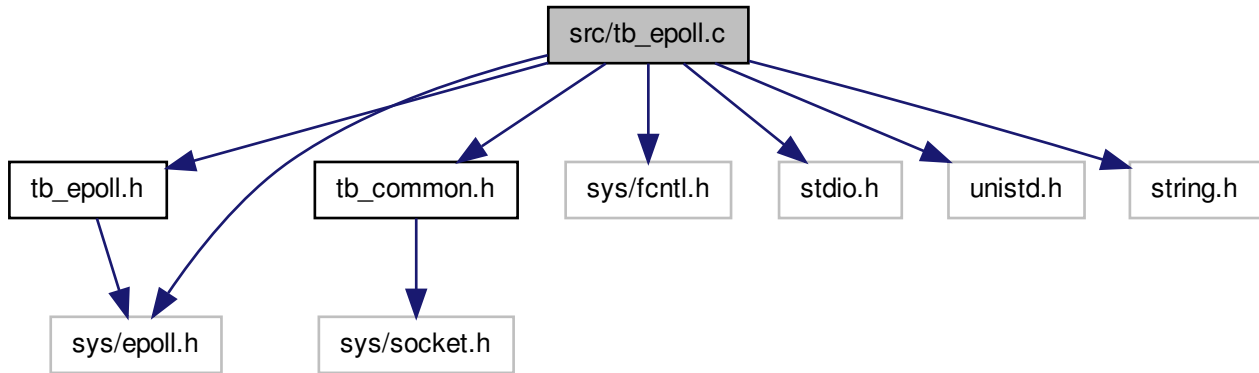 src/tb_epoll.c
tb_epoll.h
tb_common.h
sys/fcntl.h
stdio.h
unistd.h
string.h
sys/epoll.h
sys/socket.h